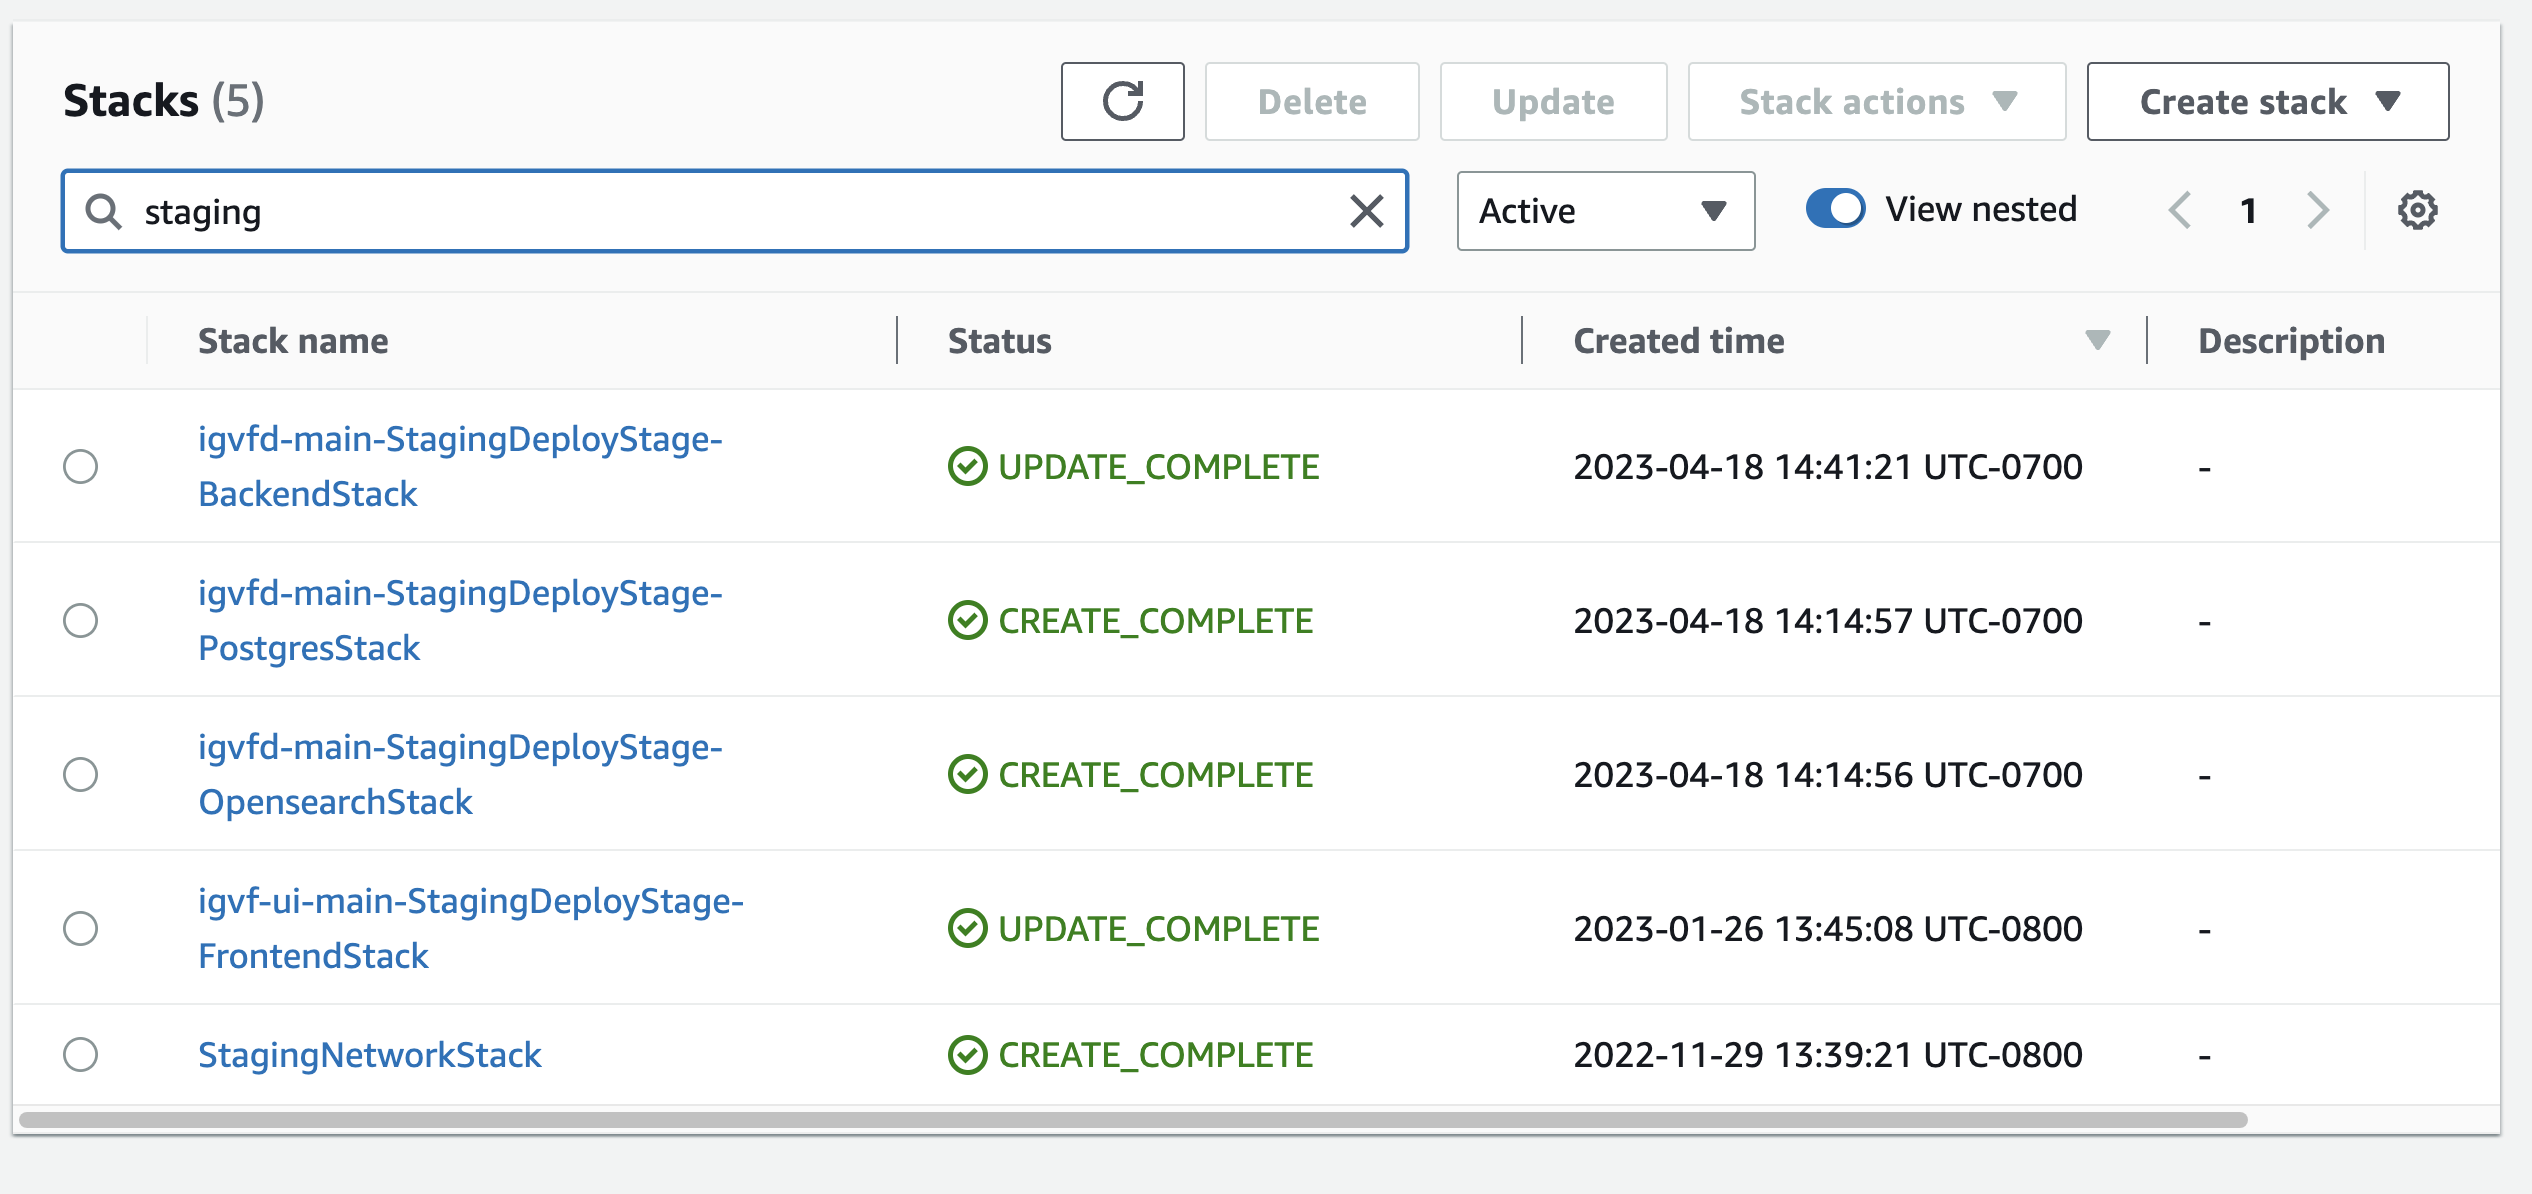 Stacks (5)
Delete
Update
Stack actions
Create stack
staging
Active
View nested
1
Stack name
Status
Created time
Description
igvfd-main-StagingDeployStage-
BackendStack
UPDATE_COMPLETE
2023-04-18 14:41:21 UTC-0700
-
igvfd-main-StagingDeployStage-
PostgresStack
CREATE_COMPLETE
2023-04-18 14:14:57 UTC-0700
-
igvfd-main-StagingDeployStage-
OpensearchStack
CREATE_COMPLETE
2023-04-18 14:14:56 UTC-0700
-
igvf-ui-main-StagingDeployStage-
FrontendStack
UPDATE_COMPLETE
2023-01-26 13:45:08 UTC-0800
-
StagingNetworkStack
CREATE_COMPLETE
2022-11-29 13:39:21 UTC-0800
-